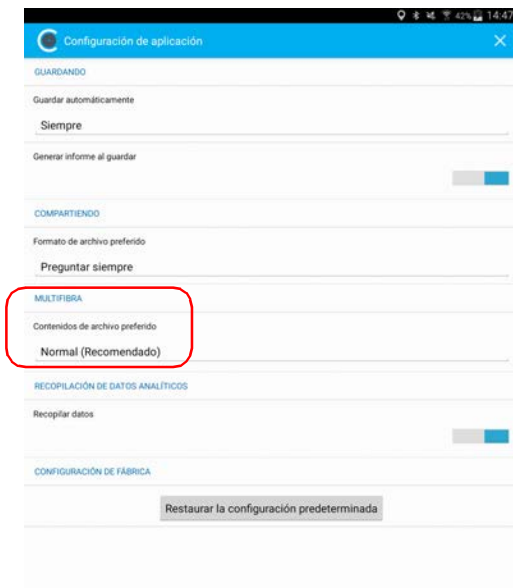 42% 14:47
Configuración de aplicación
GUARDANDO
Guardar automáticamente
Siempre
Generar informe al guardar
COMPARTIENDO
Formato de archivo preferido
Preguntar siempre
MULTIFIBRA
Contenidos de archivo preferido
Normal (Recomendado)
RECOPILACIÓN DE DATOS ANALÍTICOS
Recopilar datos
CONFIGURACIÓN DE FÁBRICA
Restaurar la configuración predeterminada